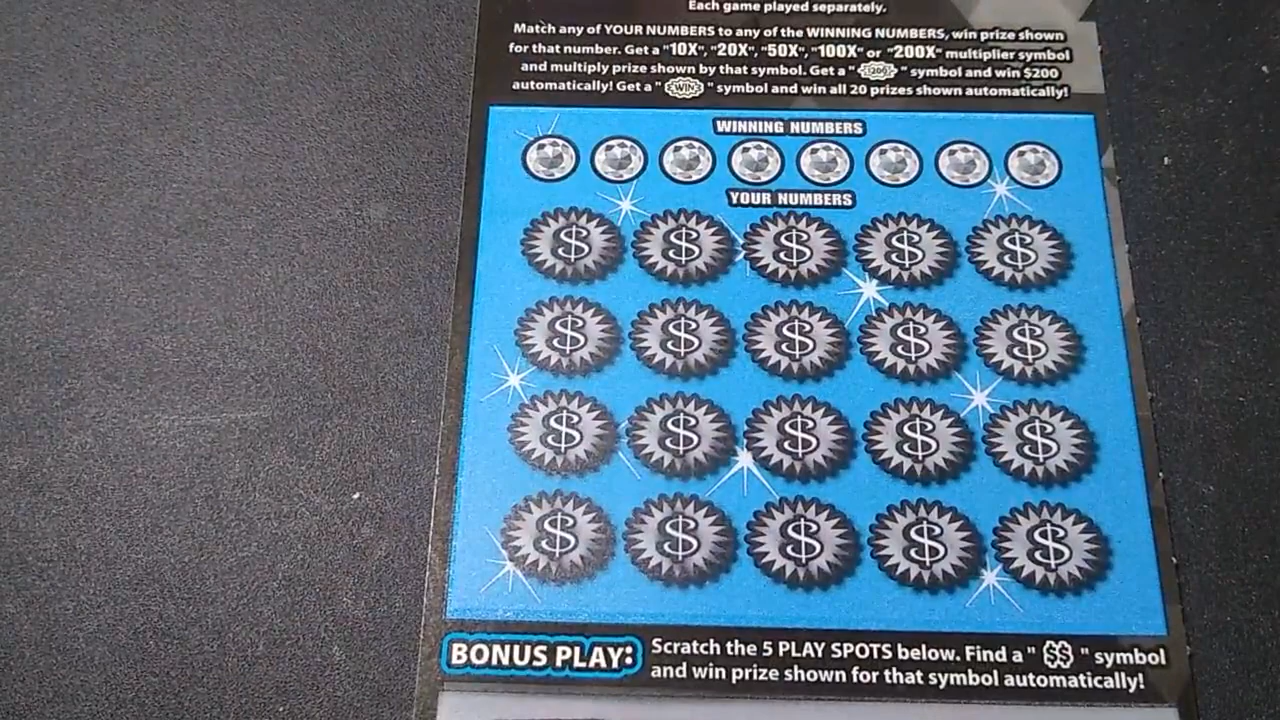 Each game played separately.
Match any of YOUR NUMBERS to any of the WINNING NUMBERS, win prize shown
for that number. Get a "10X", "20X", "50X", "100X" or "200X" multiplier symbol
and multiply prize shown by that symbol. Get a " $200 " symbol and win $200
automatically! Get a " WIN " symbol and win all 20 prizes shown automatically!
WINNING NUMBERS
YOUR NUMBERS
$ $ $ $ $
$ $ $ $ $
$ $ $ $ $
$ $ $ $ $
BONUS PLAY: Scratch the 5 PLAY SPOTS below. Find a " $$ " symbol
and win prize shown for that symbol automatically!